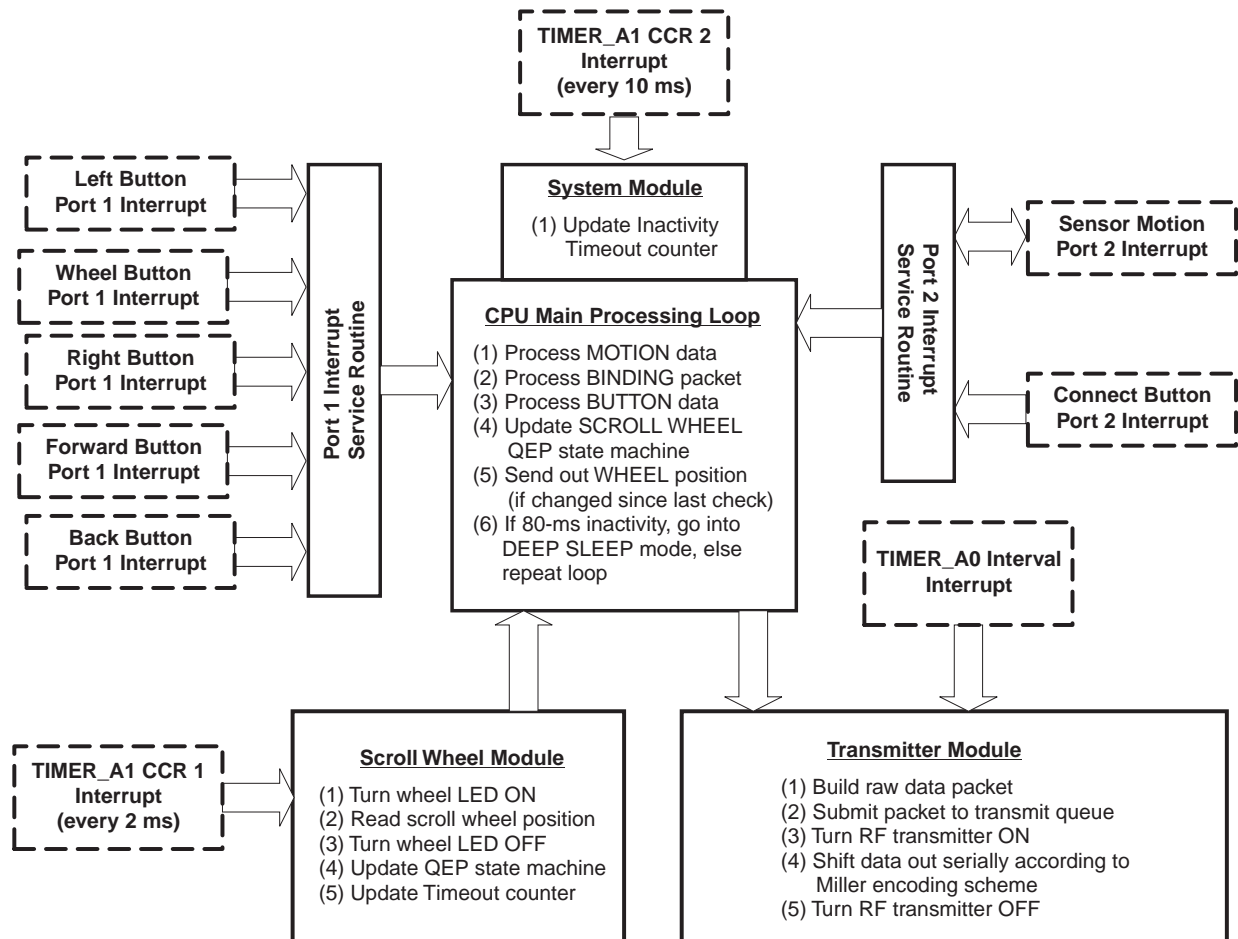 TIMER_A1 CCR 2
Interrupt
(every 10 ms)
Left Button
Port 1 Interrupt
Wheel Button
Port 1 Interrupt
Right Button
Port 1 Interrupt
Forward Button
Port 1 Interrupt
Back Button
Port 1 Interrupt
Port 1 Interrupt
Service Routine
System Module
(1) Update Inactivity
Timeout counter
CPU Main Processing Loop
(1) Process MOTION data
(2) Process BINDING packet
(3) Process BUTTON data
(4) Update SCROLL WHEEL
QEP state machine
(5) Send out WHEEL position
(if changed since last check)
(6) If 80-ms inactivity, go into
DEEP SLEEP mode, else
repeat loop
Port 2 Interrupt
Service Routine
Sensor Motion
Port 2 Interrupt
Connect Button
Port 2 Interrupt
TIMER_A0 Interval
Interrupt
TIMER_A1 CCR 1
Interrupt
(every 2 ms)
Scroll Wheel Module
(1) Turn wheel LED ON
(2) Read scroll wheel position
(3) Turn wheel LED OFF
(4) Update QEP state machine
(5) Update Timeout counter
Transmitter Module
(1) Build raw data packet
(2) Submit packet to transmit queue
(3) Turn RF transmitter ON
(4) Shift data out serially according to
Miller encoding scheme
(5) Turn RF transmitter OFF